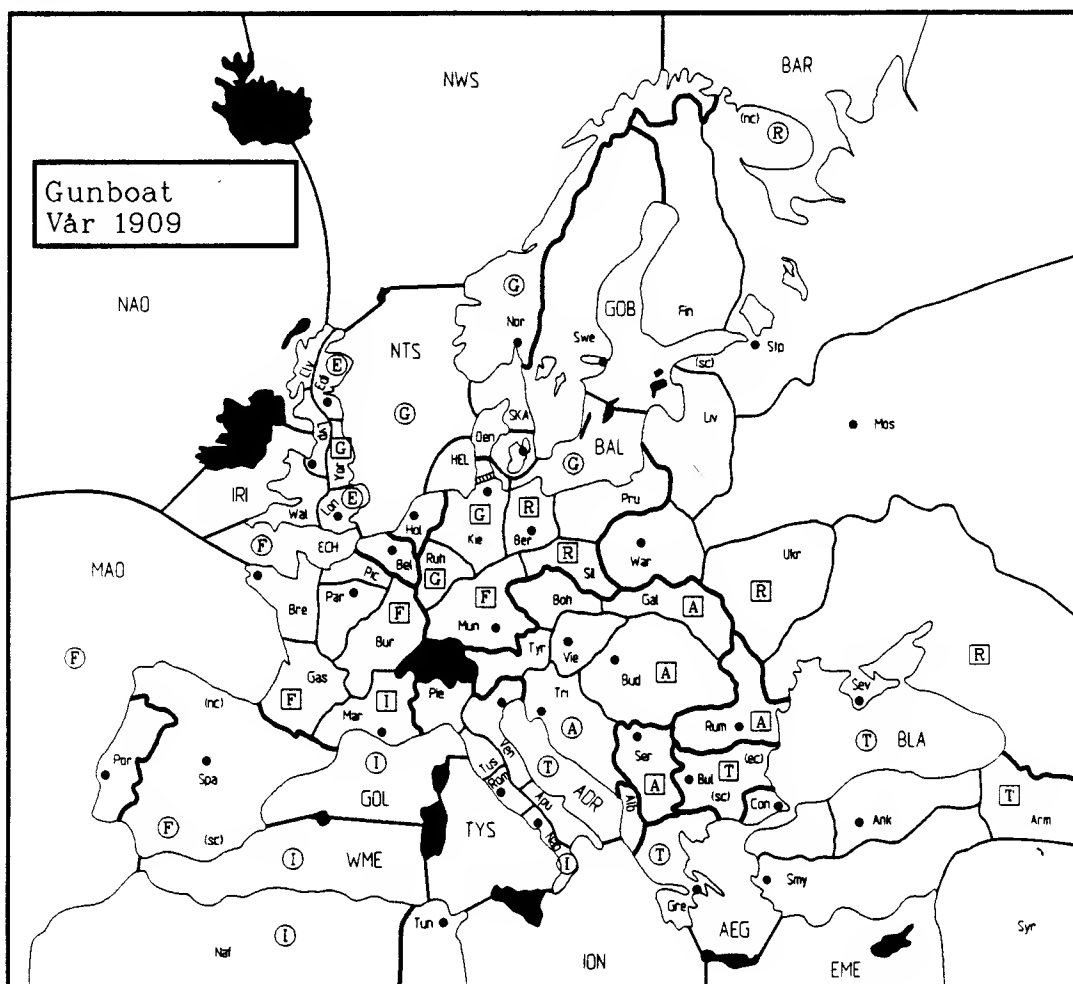 NWS
BAR
(nc)
R
Gunboat
Vår 1909
NAO
G
Nor
GOB
Fin
NTS
Swe
Stp
(sc)
Cly
E
Edi
G
SKA
Liv
Mos
Den
LVP
G
Yor
HEL
BAL
G
IRI
Wal
Lon
E
Hol
Kie
G
R
Ber
Pru
War
Ukr
F
ECH
Bel
Ruh
G
R
Sil
R
MAO
Pic
Bre
Par
F
Bur
F
Mun
Boh
Gal
A
Tyr
Vie
R
F
Gas
F
Mar
I
Pie
Tri
Bud
A
Sev
(nc)
A
Rum
A
BLA
T
Por
Spa
I
GOL
Tus
Ven
T
ADR
Ser
A
Bul
T
(ec)
(sc)
Con
Rom
Apu
Alb
Ank
T
Arm
F
(sc)
TYS
Nap
I
T
WME
I
Gre
Smy
Naf
I
Tun
ION
AEG
EME
Syr